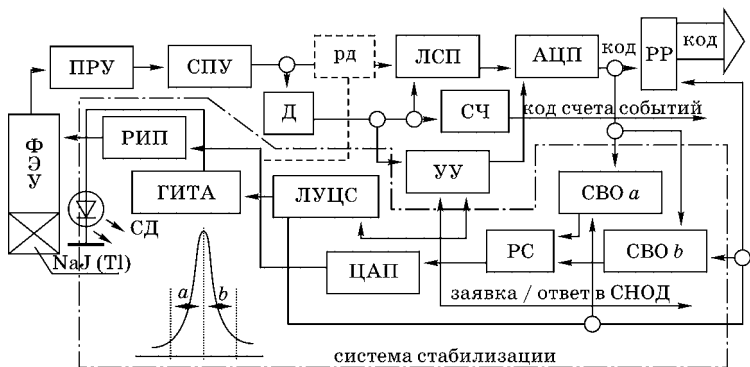 ПРУ
СПУ
рд
ЛСП
АЦП
код
РР
код
Д
СЧ
код счета событий
ФЭУ
РИП
УУ
ГИТА
ЛУЦС
СВО a
СД
NaJ (Tl)
ЦАП
РС
СВО b
a
b
заявка / ответ в СНОД
система стабилизации